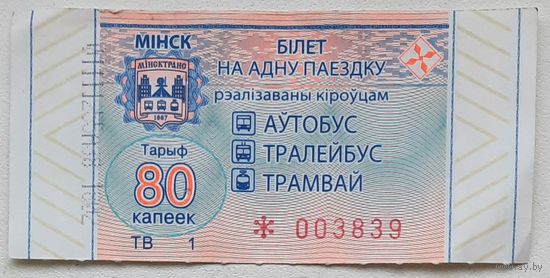 МІНСК
МІНСКТРАНС
1887
Тарыф
80
капеек
ТВ 1
БІЛЕТ
НА АДНУ ПАЕЗДКУ
рэалізаваны кіроўцам
АЎТОБУС
ТРАЛЕЙБУС
ТРАМВАЙ
* 003839